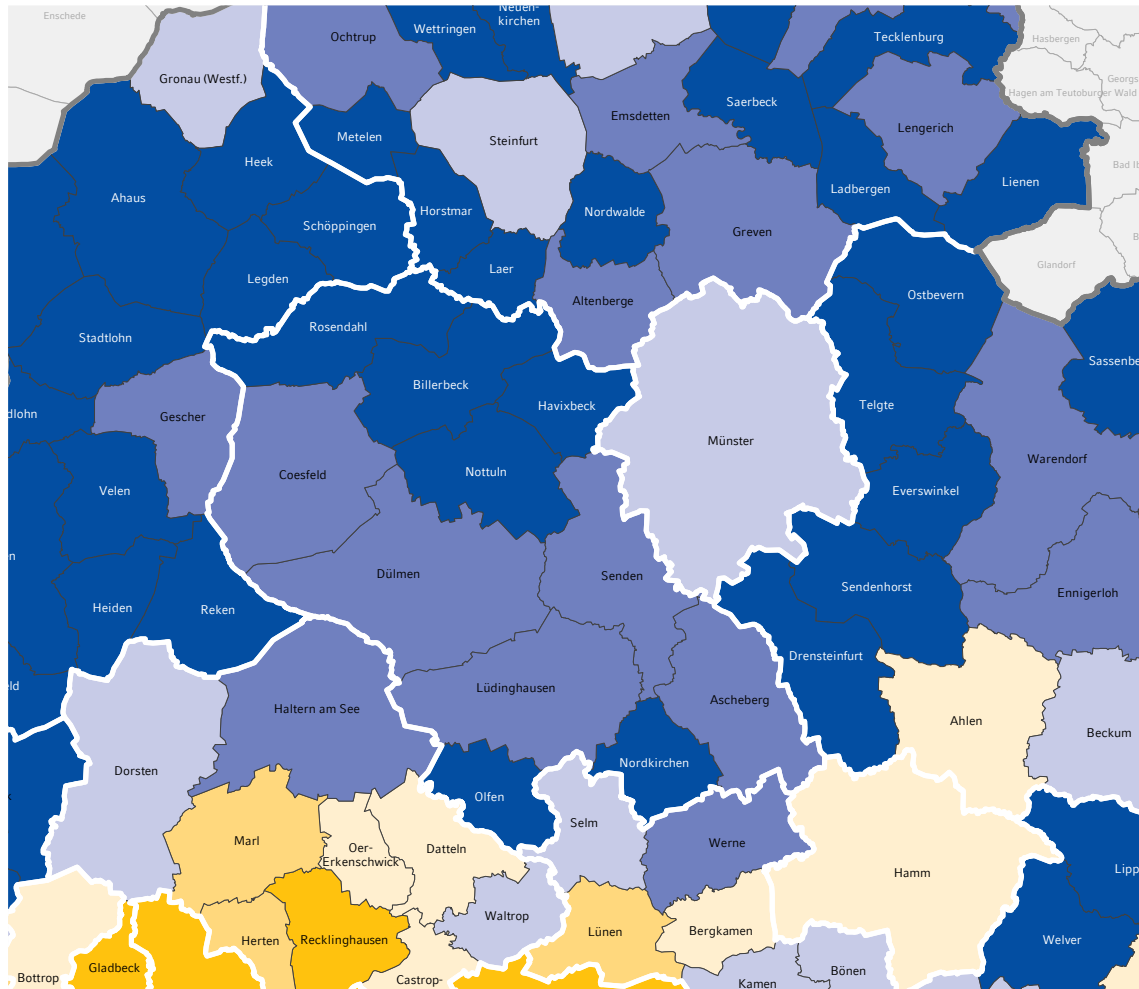 Neuen-
kirchen
Enschede
Wettringen
Ochtrup
Tecklenburg
Hasbergen
Gronau (Westf.)
Georgs
Hagen am Teutoburger Wald
Saerbeck
Emsdetten
Lengerich
Metelen
Steinfurt
Heek
Bad Ib
Lienen
Ladbergen
Ahaus
Horstmar
Nordwalde
Schöppingen
Greven
Glandorf
Laer
Legden
Ostbevern
Altenberge
Rosendahl
Stadtlohn
Sassenbe
Billerbeck
Havixbeck
Telgte
dlohn
Gescher
Münster
Warendorf
Nottuln
Coesfeld
Velen
Everswinkel
en
Dülmen
Senden
Sendenhorst
Ennigerloh
Heiden
Reken
Drensteinfurt
eld
Lüdinghausen
Ascheberg
Haltern am See
Ahlen
Beckum
Nordkirchen
Dorsten
Olfen
Selm
Marl
Werne
Oer-
Erkenschwick
Datteln
Hamm
Lipp
Waltrop
Lünen
Bergkamen
Herten
Recklinghausen
Welver
Gladbeck
Bönen
Bottrop
Castrop-
Kamen